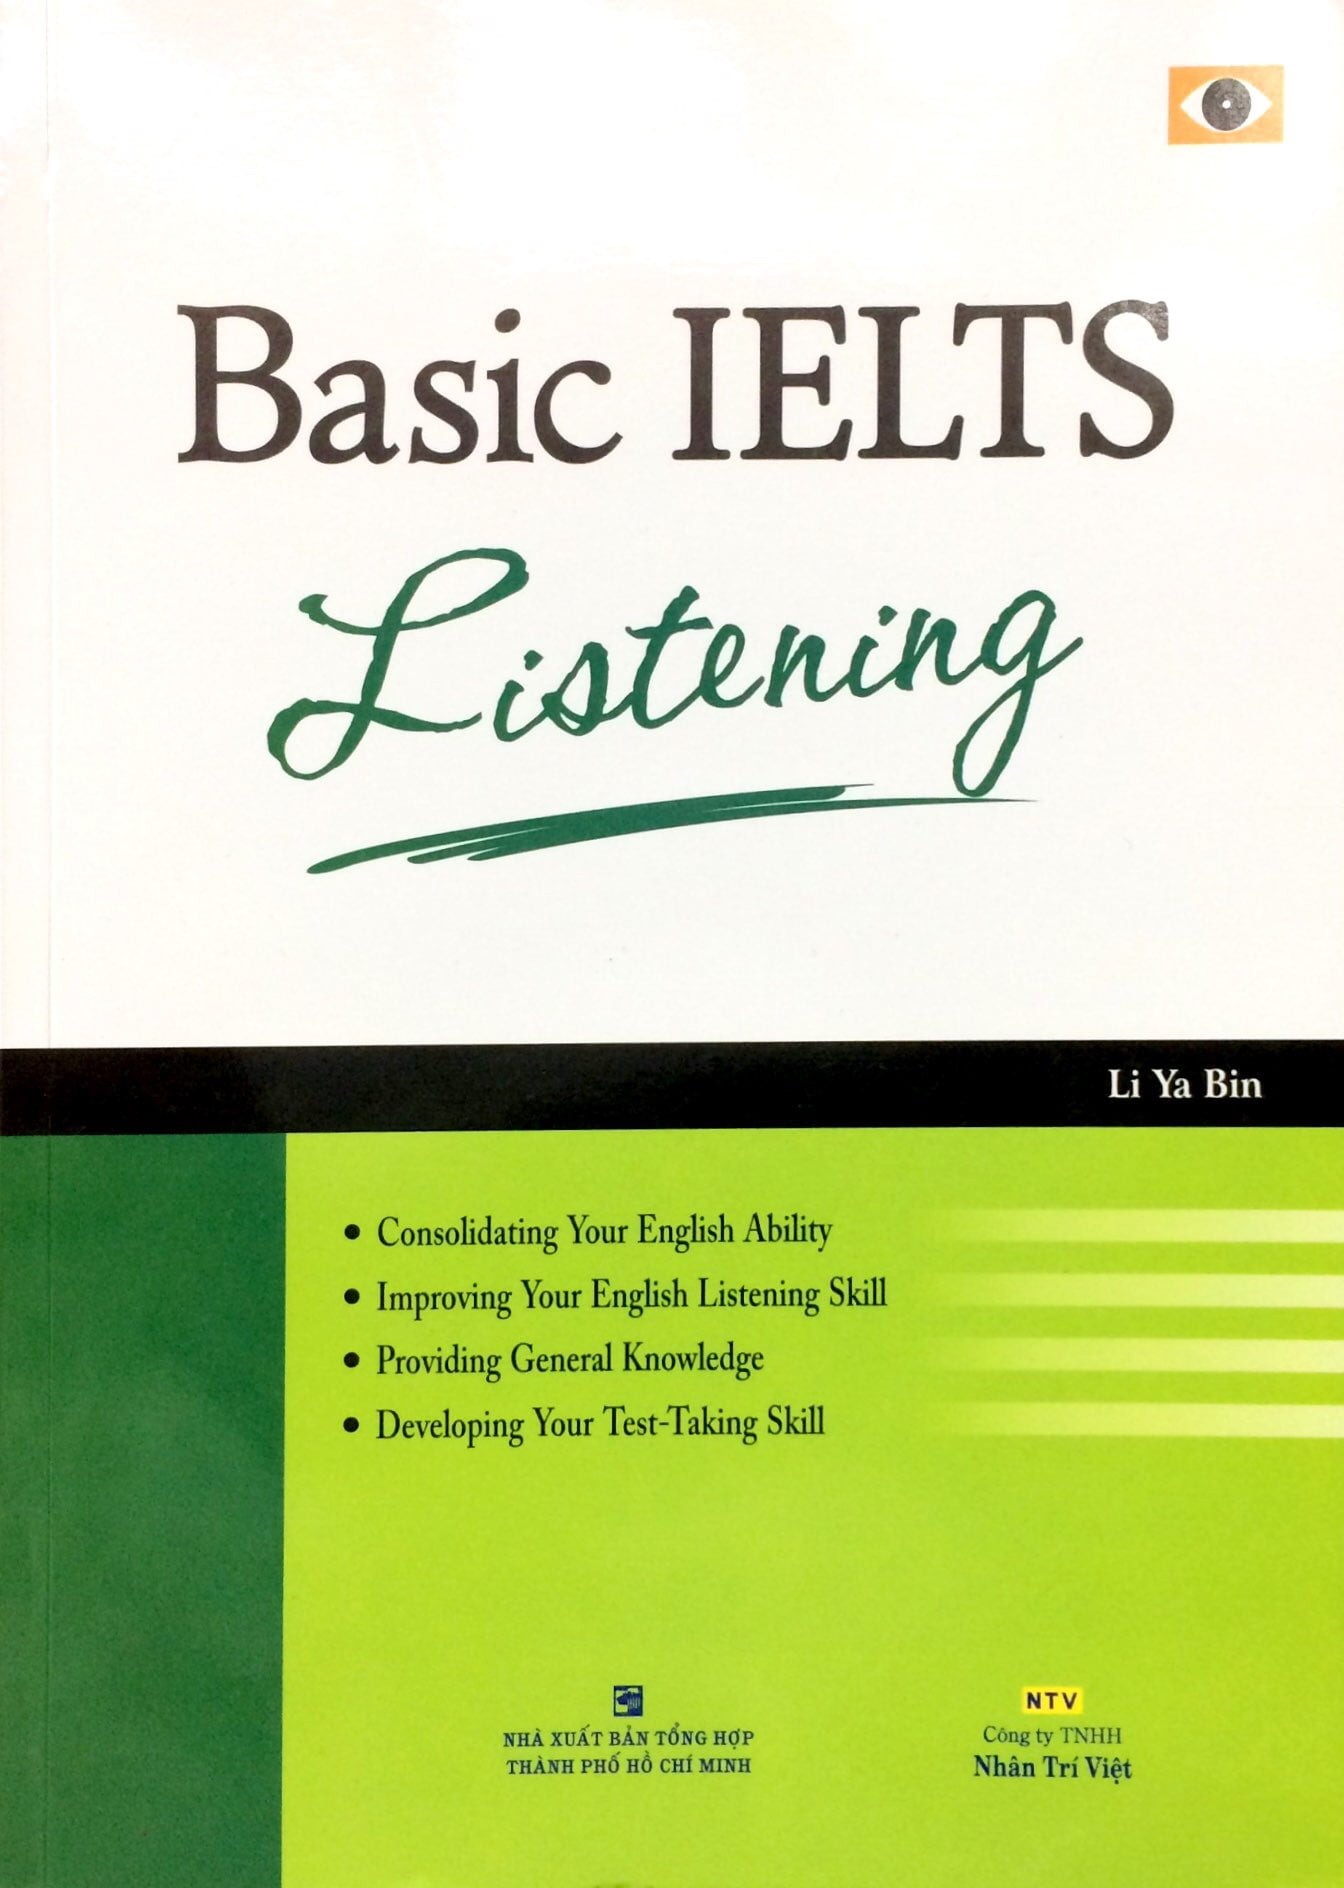 Basic IELTS
Listening
Li Ya Bin
• Consolidating Your English Ability
• Improving Your English Listening Skill
• Providing General Knowledge
• Developing Your Test-Taking Skill
NHÀ XUẤT BẢN TỔNG HỢP
THÀNH PHỐ HỒ CHÍ MINH
NTV
Công ty TNHH
Nhân Trí Việt